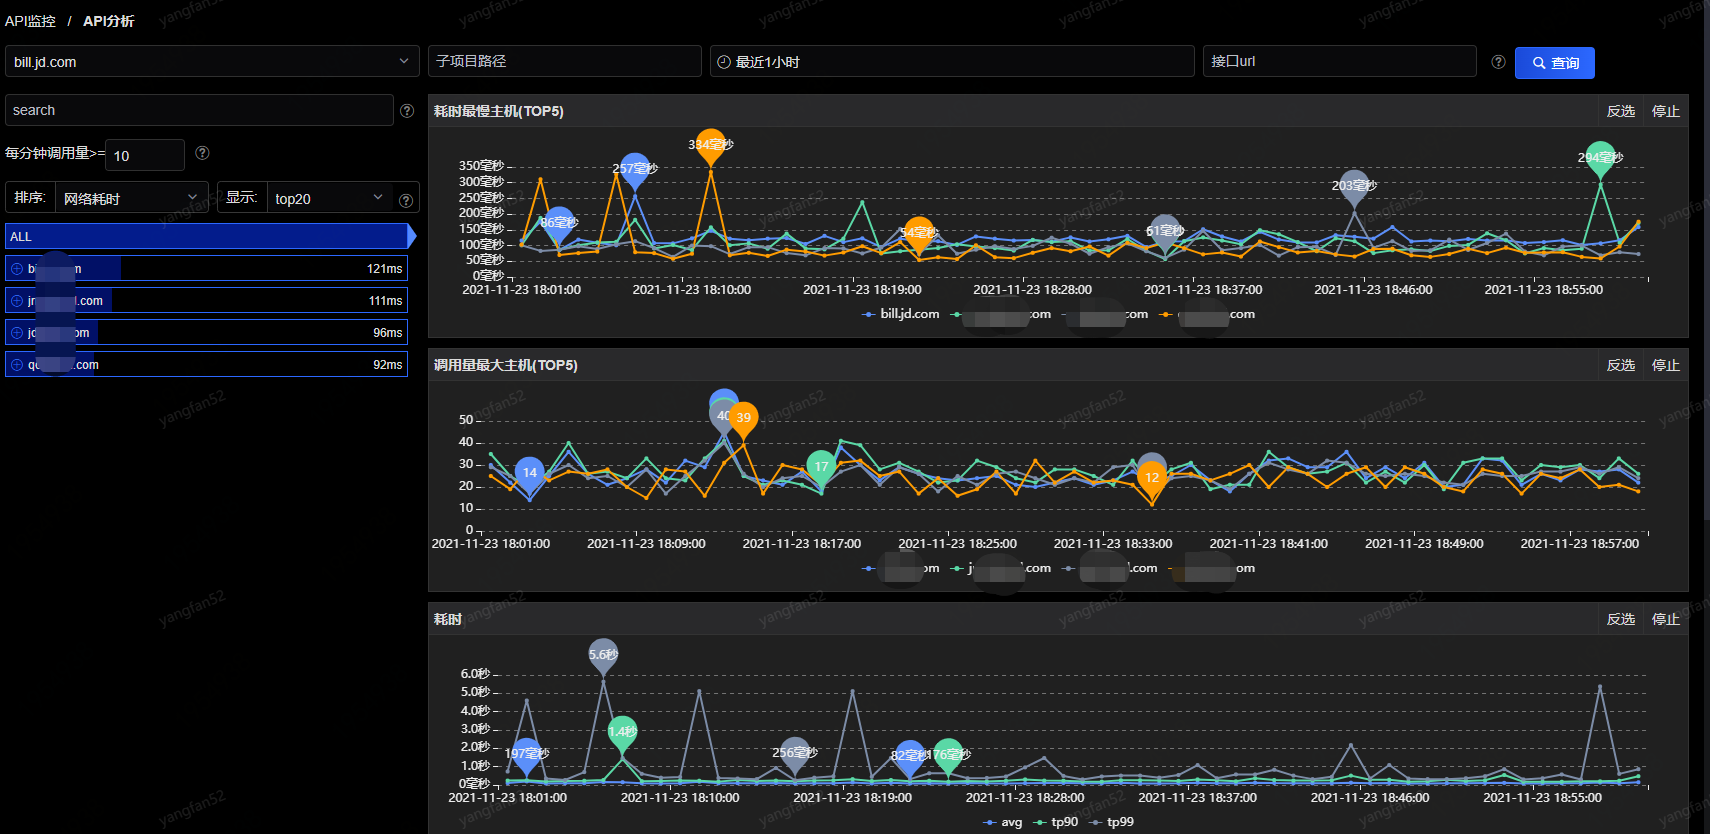 API监控 / API分析
bill.jd.com
子项目路径
最近1小时
接口url
查询
search
每分钟调用量>= 10
排序: 网络耗时
显示: top20
ALL
121ms
.com 111ms
96ms
.com 92ms
耗时最慢主机(TOP5) 反选 停止
350毫秒
300毫秒
250毫秒
200毫秒
150毫秒
100毫秒
50毫秒
0毫秒
86毫秒
257毫秒
334毫秒
54毫秒
61毫秒
203毫秒
294毫秒
2021-11-23 18:01:00 2021-11-23 18:10:00 2021-11-23 18:19:00 2021-11-23 18:28:00 2021-11-23 18:37:00 2021-11-23 18:46:00 2021-11-23 18:55:00
bill.jd.com .com .com .com
调用量最大主机(TOP5) 反选 停止
50
40
30
20
10
0
14
40
39
17
12
2021-11-23 18:01:00 2021-11-23 18:09:00 2021-11-23 18:17:00 2021-11-23 18:25:00 2021-11-23 18:33:00 2021-11-23 18:41:00 2021-11-23 18:49:00 2021-11-23 18:57:00
om .com .com om
耗时 反选 停止
6.0秒
5.0秒
4.0秒
3.0秒
2.0秒
1.0秒
0毫秒
197毫秒
5.6秒
1.4秒
256毫秒
82毫秒
176毫秒
2021-11-23 18:01:00 2021-11-23 18:10:00 2021-11-23 18:19:00 2021-11-23 18:28:00 2021-11-23 18:37:00 2021-11-23 18:46:00 2021-11-23 18:55:00
avg tp90 tp99
yangfan52